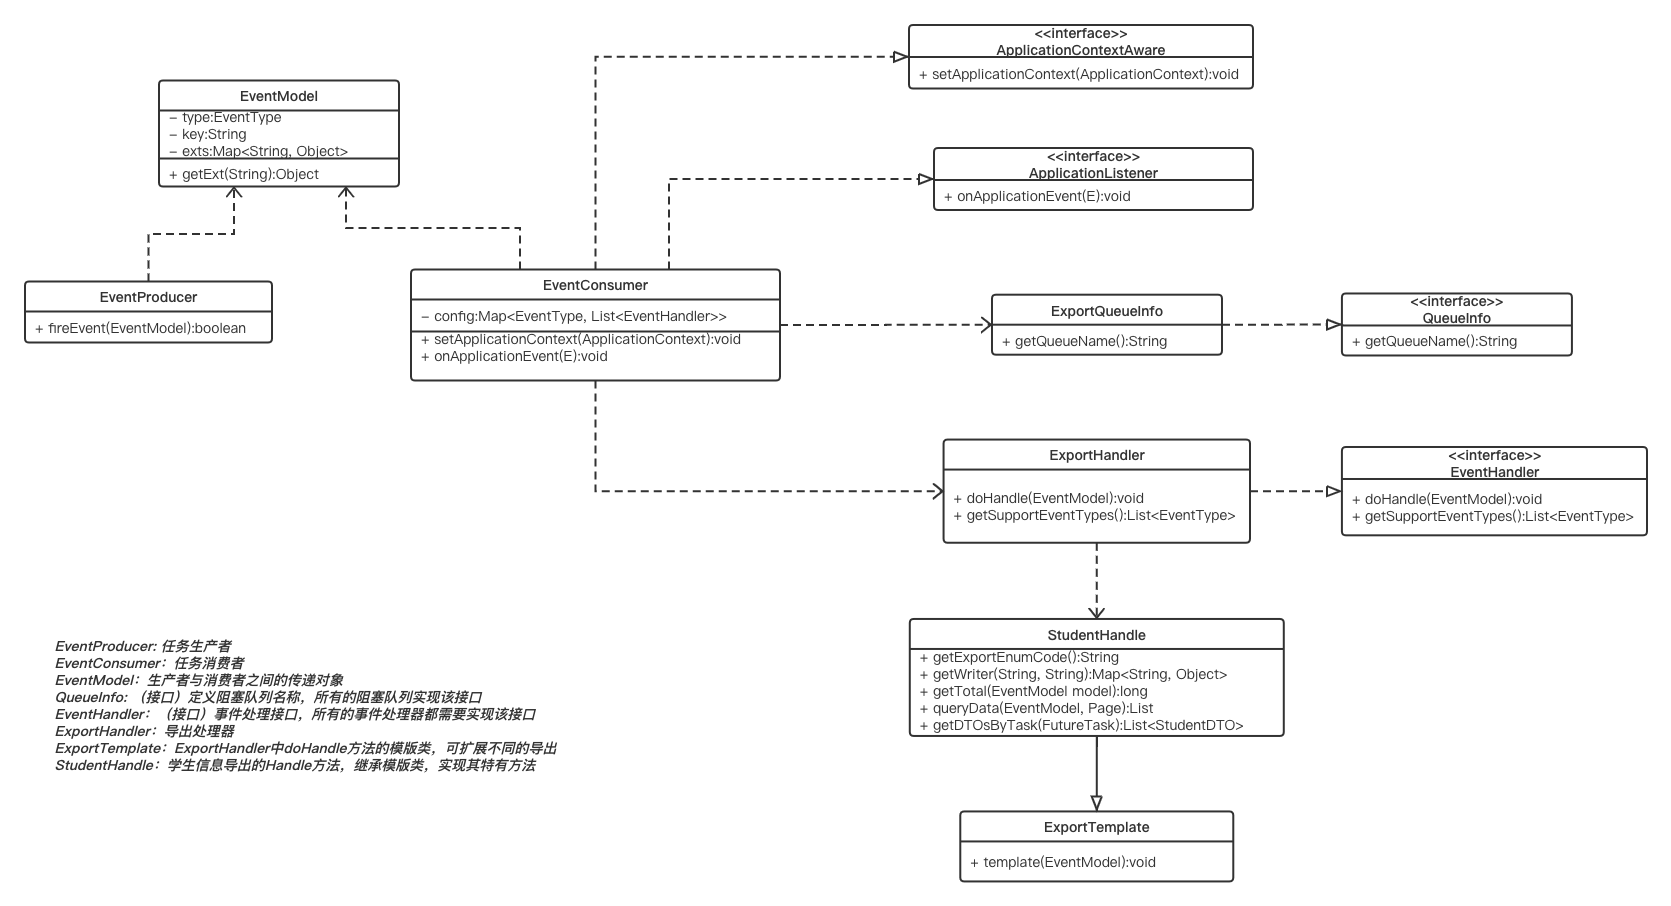 <<interface>>
ApplicationContextAware
+ setApplicationContext(ApplicationContext):void
EventModel
– type:EventType
– key:String
– exts:Map<String, Object>
+ getExt(String):Object
<<interface>>
ApplicationListener
+ onApplicationEvent(E):void
EventProducer
+ fireEvent(EventModel):boolean
EventConsumer
– config:Map<EventType, List<EventHandler>>
+ setApplicationContext(ApplicationContext):void
+ onApplicationEvent(E):void
ExportQueueInfo
+ getQueueName():String
<<interface>>
QueueInfo
+ getQueueName():String
ExportHandler
+ doHandle(EventModel):void
+ getSupportEventTypes():List<EventType>
<<interface>>
EventHandler
+ doHandle(EventModel):void
+ getSupportEventTypes():List<EventType>
StudentHandle
+ getExportEnumCode():String
+ getWriter(String, String):Map<String, Object>
+ getTotal(EventModel model):long
+ queryData(EventModel, Page):List
+ getDTOsByTask(FutureTask):List<StudentDTO>
EventProducer: 任务生产者
EventConsumer：任务消费者
EventModel：生产者与消费者之间的传递对象
QueueInfo: （接口）定义阻塞队列名称，所有的阻塞队列实现该接口
EventHandler：（接口）事件处理接口，所有的事件处理器都需要实现该接口
ExportHandler：导出处理器
ExportTemplate：ExportHandler中doHandle方法的模版类，可扩展不同的导出
StudentHandle：学生信息导出的Handle方法，继承模版类，实现其特有方法
ExportTemplate
+ template(EventModel):void